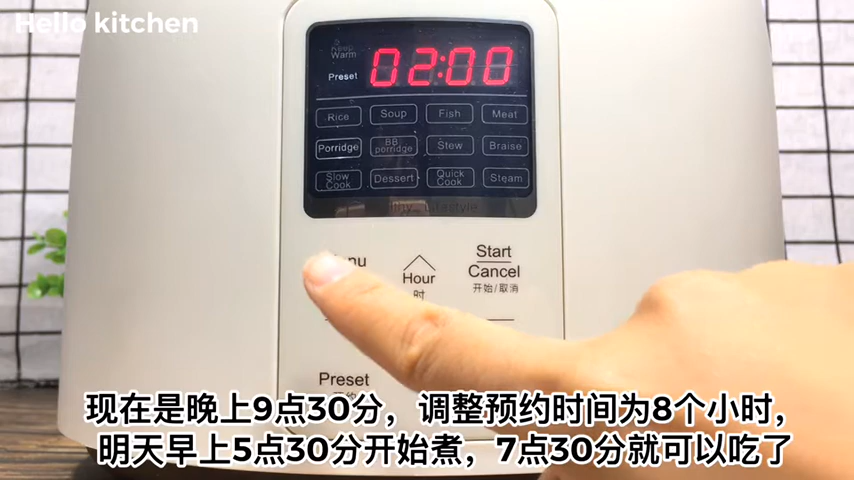 Hello kitchen
Keep
Warm
Preset
02:00
Rice
Soup
Fish
Meat
Porridge
BB
porridge
Stew
Braise
Slow
Cook
Dessert
Quick
Cook
Steam
Hour
时
Start
Cancel
开始/取消
Preset
现在是晚上9点30分，调整预约时间为8个小时，
明天早上5点30分开始煮，7点30分就可以吃了